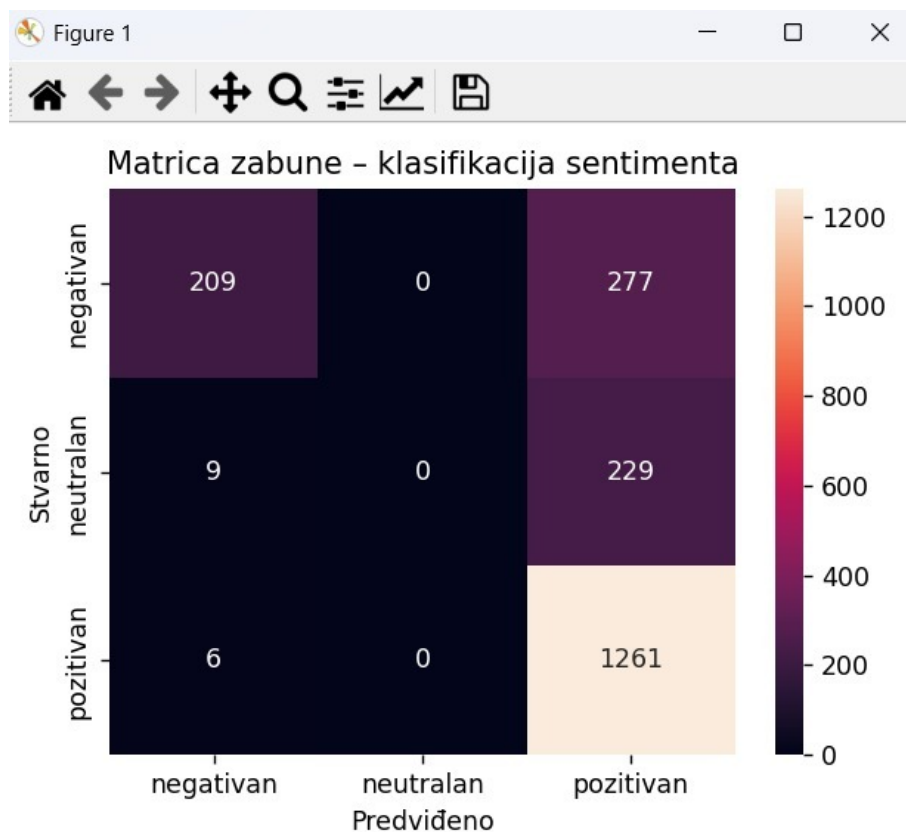 Figure 1
Matrica zabune – klasifikacija sentimenta
Stvarno
negativan
209 0 277
neutralan
9 0 229
pozitivan
6 0 1261
negativan neutralan pozitivan
Predviđeno
1200
1000
800
600
400
200
0